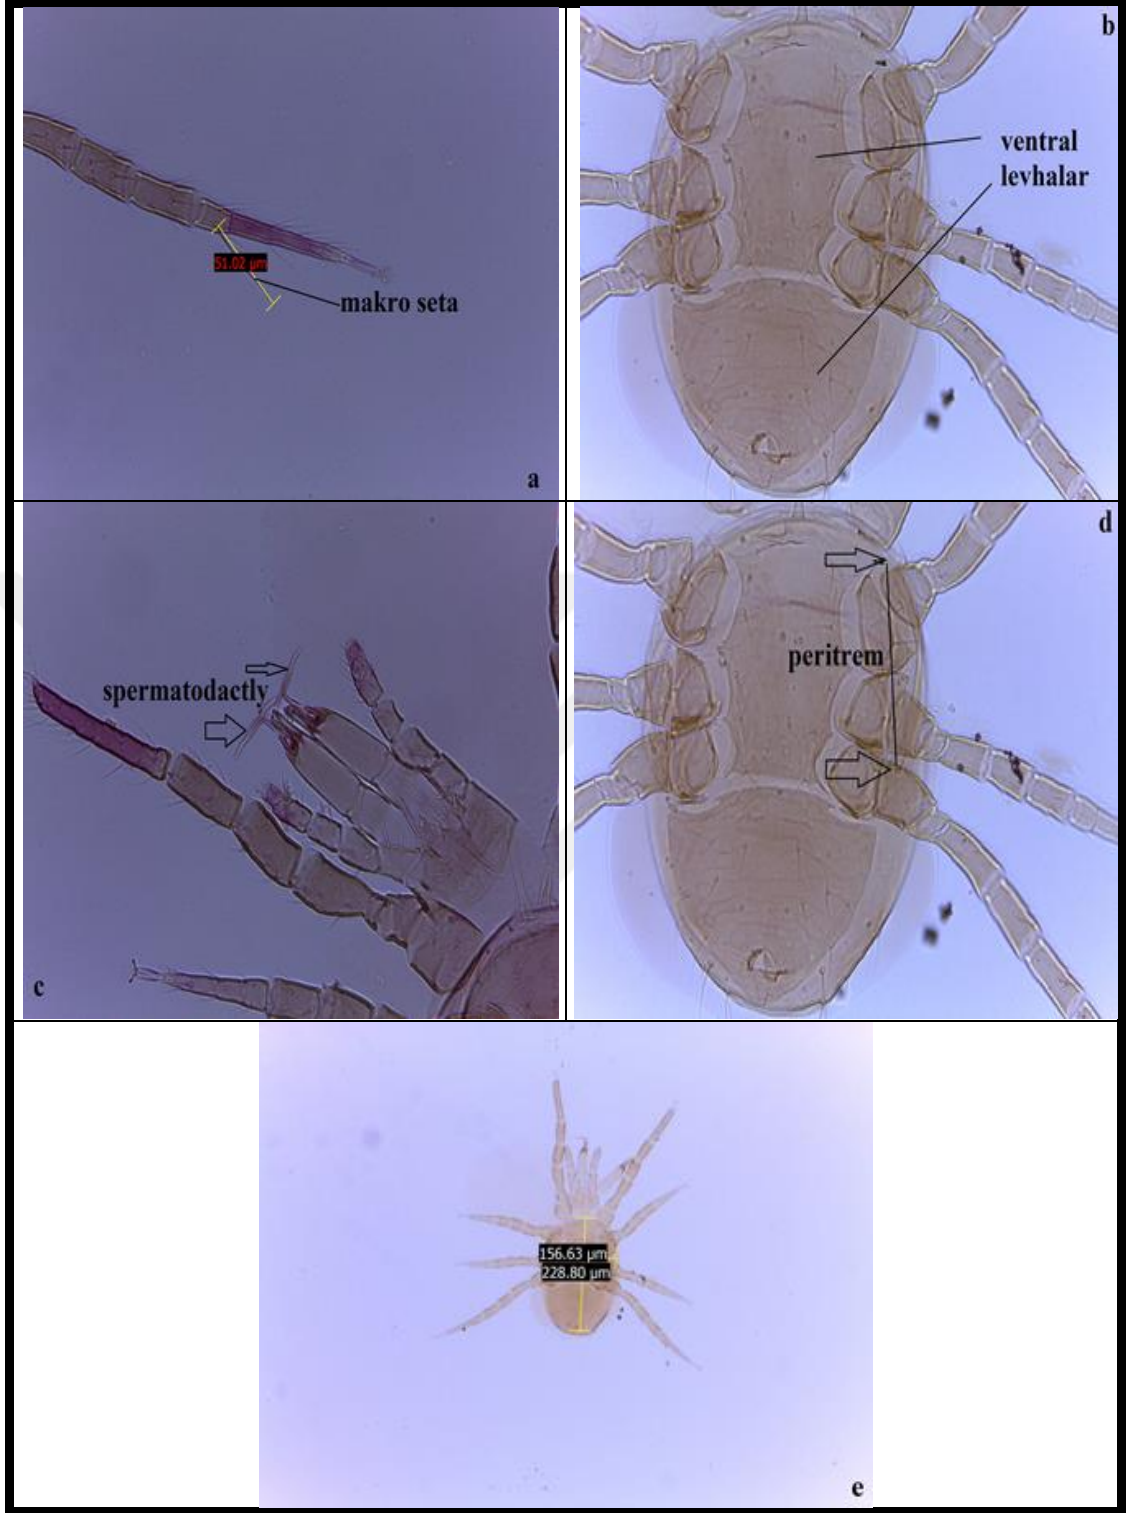 51.02 µm
makro seta
a
b
ventral
levhalar
spermatodactly
c
d
peritrem
156.63 µm
228.80 µm
e